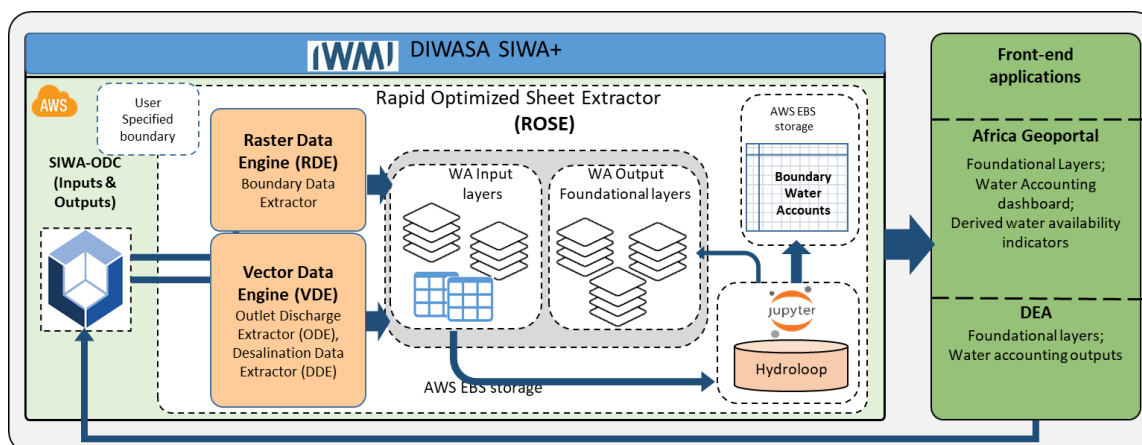 IWMI DIWASA SIWA+
AWS
User
Specified
boundary
SIWA-ODC
(Inputs &
Outputs)
Rapid Optimized Sheet Extractor
(ROSE)
Raster Data
Engine (RDE)
Boundary Data
Extractor
Vector Data
Engine (VDE)
Outlet Discharge
Extractor (ODE),
Desalination Data
Extractor (DDE)
WA Input
layers
WA Output
Foundational layers
AWS EBS storage
AWS EBS
storage
Boundary
Water
Accounts
jupyter
Hydroloop
Front-end
applications
Africa Geoportal
Foundational Layers;
Water Accounting
dashboard;
Derived water availability
indicators
DEA
Foundational layers;
Water accounting outputs